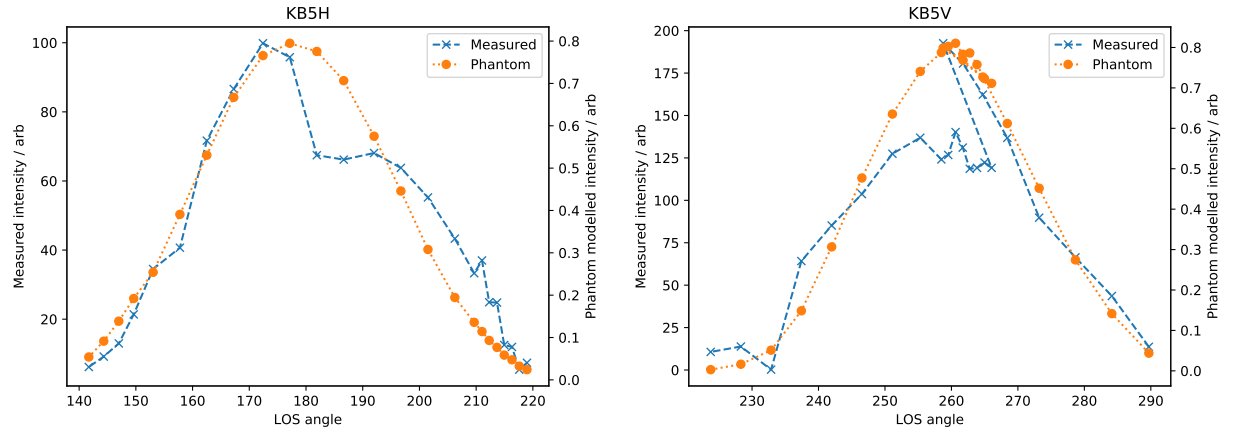 KB5H
Measured intensity / arb
100
80
60
40
20
Measured
Phantom
0.8
0.7
0.6
0.5
0.4
0.3
0.2
0.1
0.0
Phantom modelled intensity / arb
140 150 160 170 180 190 200 210 220
LOS angle
KB5V
Measured intensity / arb
200
175
150
125
100
75
50
25
0
Measured
Phantom
0.8
0.7
0.6
0.5
0.4
0.3
0.2
0.1
0.0
Phantom modelled intensity / arb
230 240 250 260 270 280 290
LOS angle